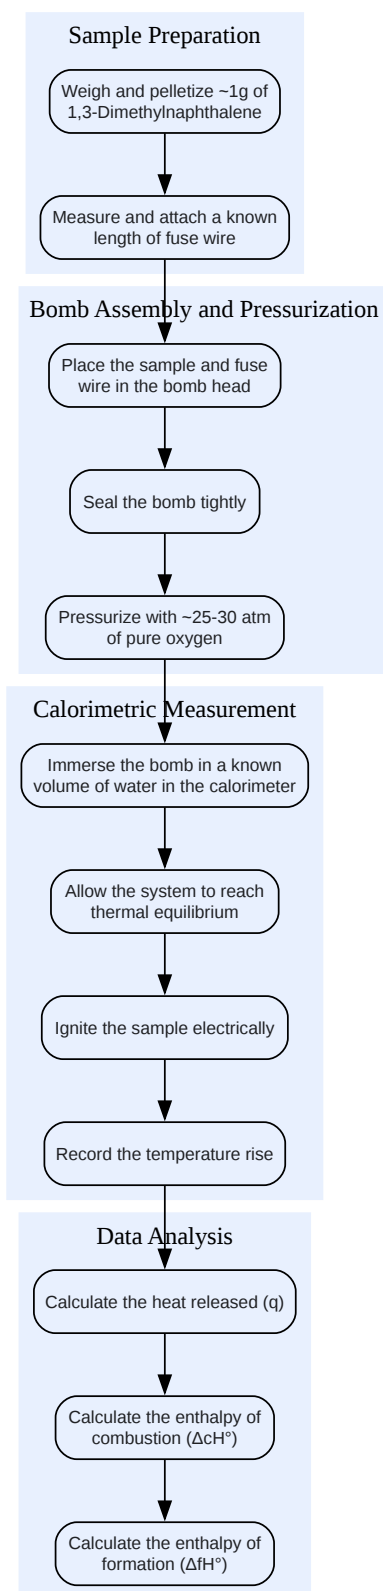 Sample Preparation
Weigh and pelletize ~1g of
1,3-Dimethylnaphthalene
Measure and attach a known
length of fuse wire
Bomb Assembly and Pressurization
Place the sample and fuse
wire in the bomb head
Seal the bomb tightly
Pressurize with ~25-30 atm
of pure oxygen
Calorimetric Measurement
Immerse the bomb in a known
volume of water in the calorimeter
Allow the system to reach
thermal equilibrium
Ignite the sample electrically
Record the temperature rise
Data Analysis
Calculate the heat released (q)
Calculate the enthalpy of
combustion (ΔcH°)
Calculate the enthalpy of
formation (ΔfH°)